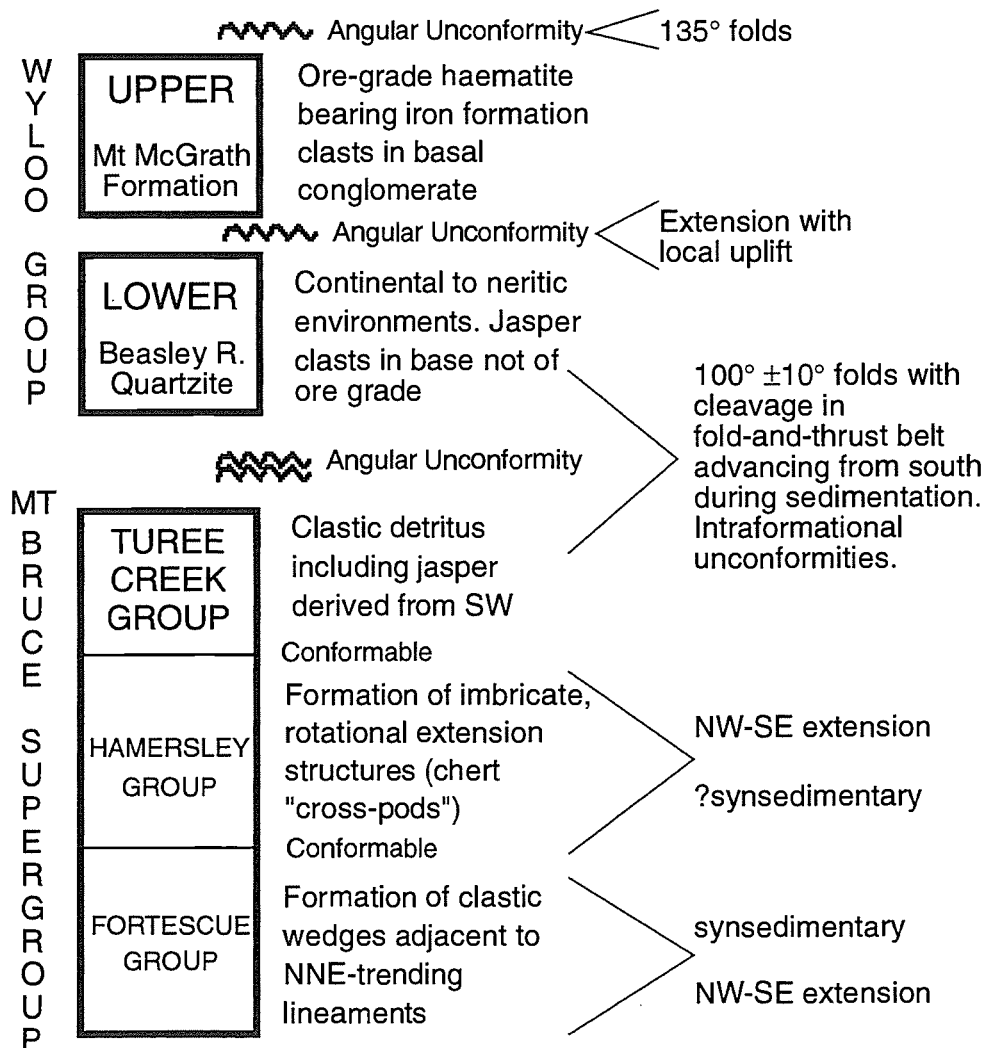 Angular Unconformity
135° folds
WYLOO GROUP
UPPER
Mt McGrath
Formation
Ore-grade haematite
bearing iron formation
clasts in basal
conglomerate
Angular Unconformity
Extension with
local uplift
LOWER
Beasley R.
Quartzite
Continental to neritic
environments. Jasper
clasts in base not of
ore grade
100° ±10° folds with
cleavage in
fold-and-thrust belt
advancing from south
during sedimentation.
Intraformational
unconformities.
Angular Unconformity
MT BRUCE SUPERGROUP
TUREE
CREEK
GROUP
Clastic detritus
including jasper
derived from SW
Conformable
HAMERSLEY
GROUP
Formation of imbricate,
rotational extension
structures (chert
"cross-pods")
NW-SE extension
?synsedimentary
Conformable
FORTESCUE
GROUP
Formation of clastic
wedges adjacent to
NNE-trending
lineaments
synsedimentary
NW-SE extension